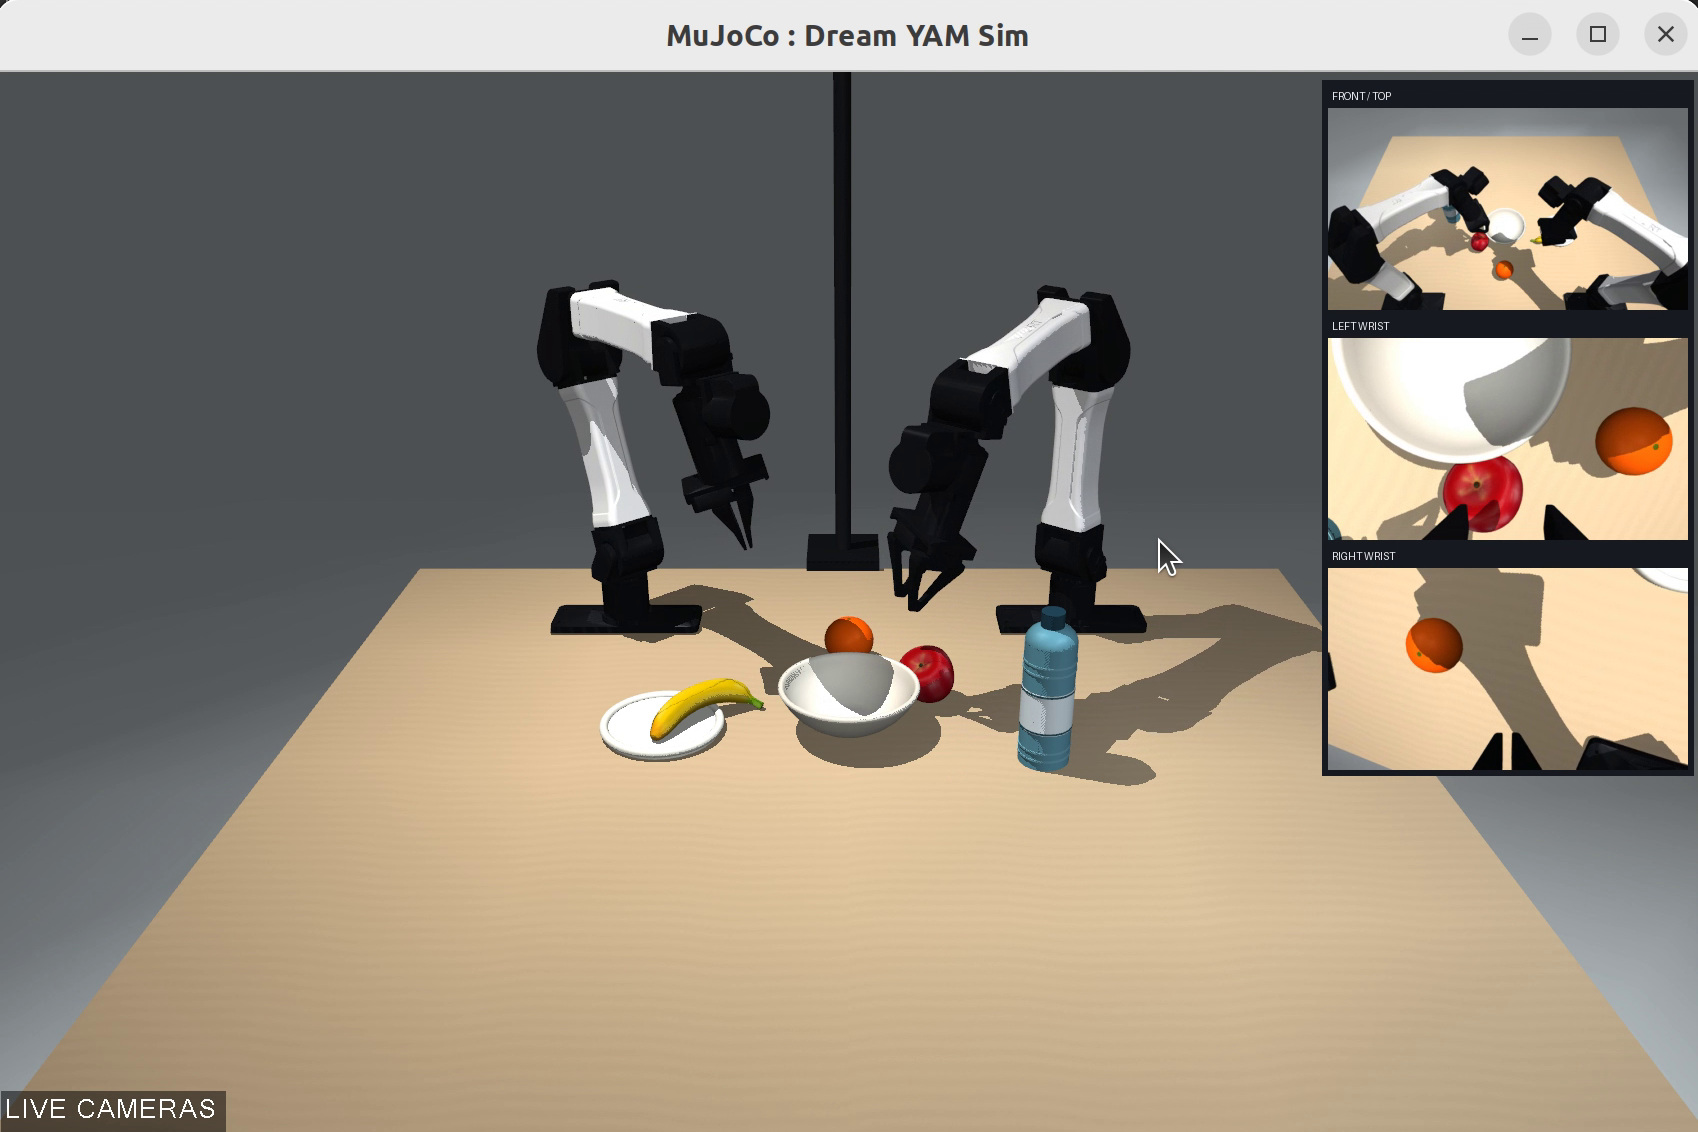 MuJoCo : Dream YAM Sim
FRONT / TOP
LEFT WRIST
RIGHT WRIST
LIVE CAMERAS